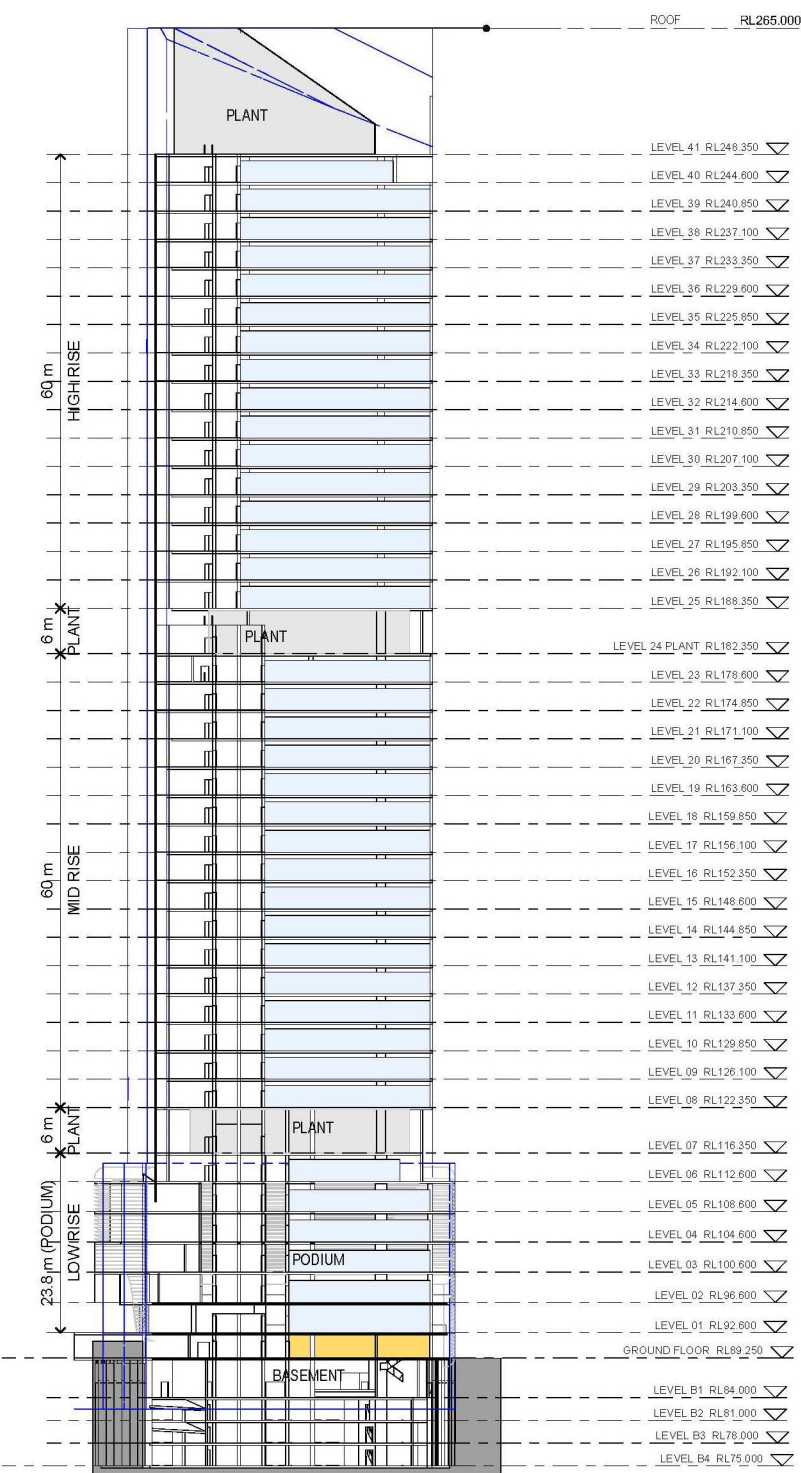 ROOF RL265.000
PLANT
LEVEL 41 RL248.350
LEVEL 40 RL244.600
LEVEL 39 RL240.850
LEVEL 38 RL237.100
LEVEL 37 RL233.350
LEVEL 36 RL229.600
LEVEL 35 RL225.850
LEVEL 34 RL222.100
LEVEL 33 RL218.350
60 m
HIGH RISE
LEVEL 32 RL214.600
LEVEL 31 RL210.850
LEVEL 30 RL207.100
LEVEL 29 RL203.350
LEVEL 28 RL199.600
LEVEL 27 RL195.850
LEVEL 26 RL192.100
LEVEL 25 RL188.350
6 m
PLANT
PLANT
LEVEL 24 PLANT RL182.350
LEVEL 23 RL178.600
LEVEL 22 RL174.850
LEVEL 21 RL171.100
LEVEL 20 RL167.350
LEVEL 19 RL163.600
LEVEL 18 RL159.850
LEVEL 17 RL156.100
LEVEL 16 RL152.350
60 m
MID RISE
LEVEL 15 RL148.600
LEVEL 14 RL144.850
LEVEL 13 RL141.100
LEVEL 12 RL137.350
LEVEL 11 RL133.600
LEVEL 10 RL129.850
LEVEL 09 RL126.100
LEVEL 08 RL122.350
6 m
PLANT
PLANT
LEVEL 07 RL116.350
LEVEL 06 RL112.600
LEVEL 05 RL108.600
LEVEL 04 RL104.600
23.8 m (PODIUM)
LOW RISE
PODIUM
LEVEL 03 RL100.600
LEVEL 02 RL96.600
LEVEL 01 RL92.600
GROUND FLOOR RL89.250
BASEMENT
LEVEL B1 RL84.000
LEVEL B2 RL81.000
LEVEL B3 RL78.000
LEVEL B4 RL75.000